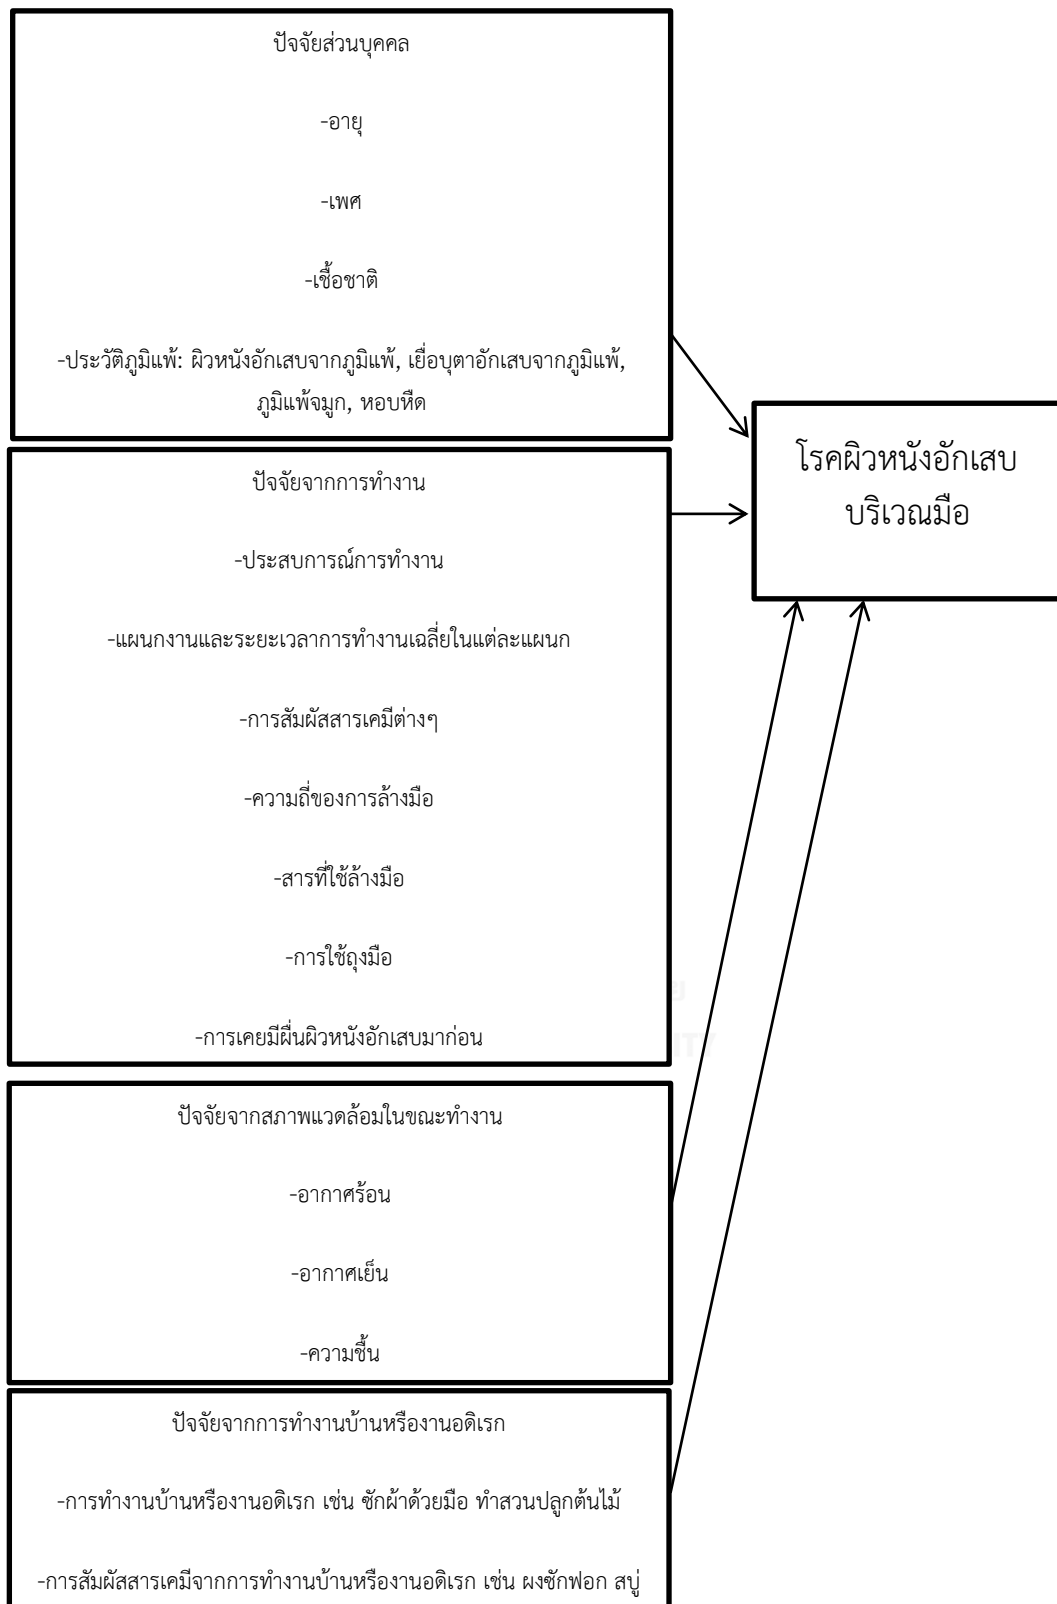 ปัจจัยส่วนบุคคล
-อายุ
-เพศ
-เชื้อชาติ
-ประวัติภูมิแพ้: ผิวหนังอักเสบจากภูมิแพ้, เยื่อบุตาอักเสบจากภูมิแพ้,
ภูมิแพ้จมูก, หอบหืด
โรคผิวหนังอักเสบ
บริเวณมือ
ปัจจัยจากการทำงาน
-ประสบการณ์การทำงาน
-แผนกงานและระยะเวลาการทำงานเฉลี่ยในแต่ละแผนก
-การสัมผัสสารเคมีต่างๆ
-ความถี่ของการล้างมือ
-สารที่ใช้ล้างมือ
-การใช้ถุงมือ
-การเคยมีผื่นผิวหนังอักเสบมาก่อน
ปัจจัยจากสภาพแวดล้อมในขณะทำงาน
-อากาศร้อน
-อากาศเย็น
-ความชื้น
ปัจจัยจากการทำงานบ้านหรืองานอดิเรก
-การทำงานบ้านหรืองานอดิเรก เช่น ซักผ้าด้วยมือ ทำสวนปลูกต้นไม้
-การสัมผัสสารเคมีจากการทำงานบ้านหรืองานอดิเรก เช่น ผงซักฟอก สบู่